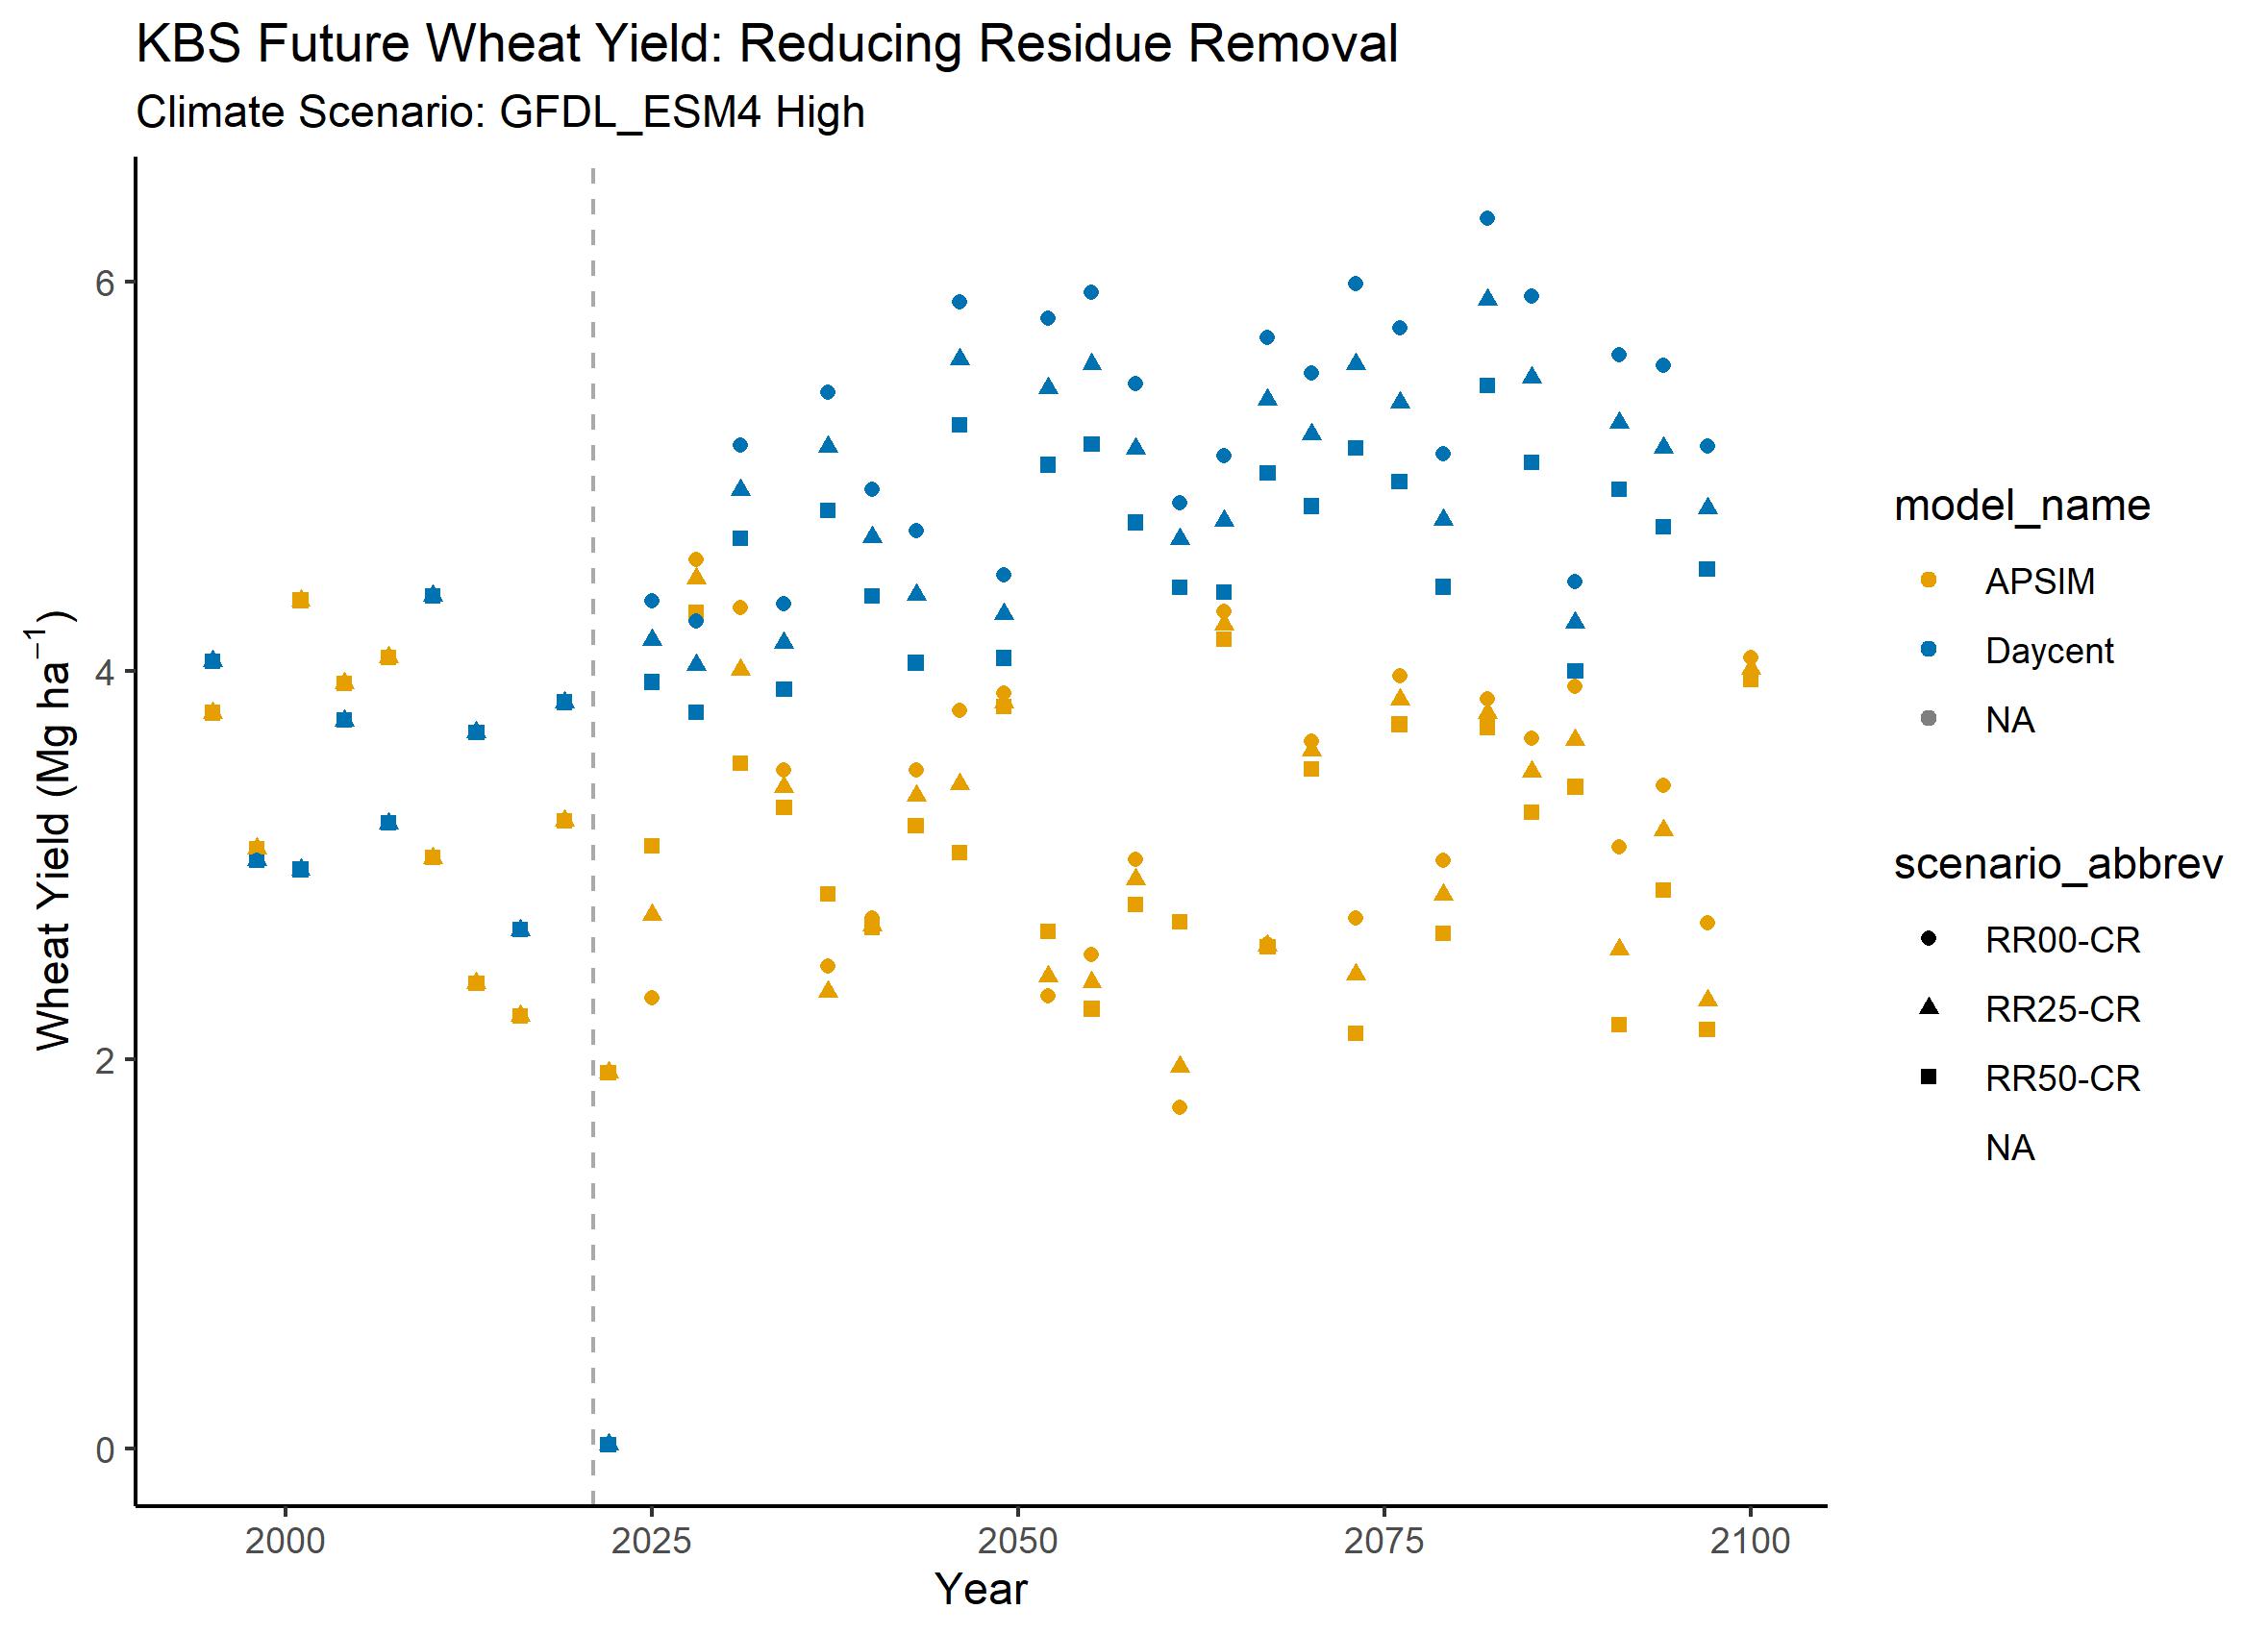 KBS Future Wheat Yield: Reducing Residue Removal
Climate Scenario: GFDL_ESM4 High
Wheat Yield (Mg ha⁻¹)
6
4
2
0
2000
2025
2050
2075
2100
Year
model_name
APSIM
Daycent
NA
scenario_abbrev
RR00-CR
RR25-CR
RR50-CR
NA